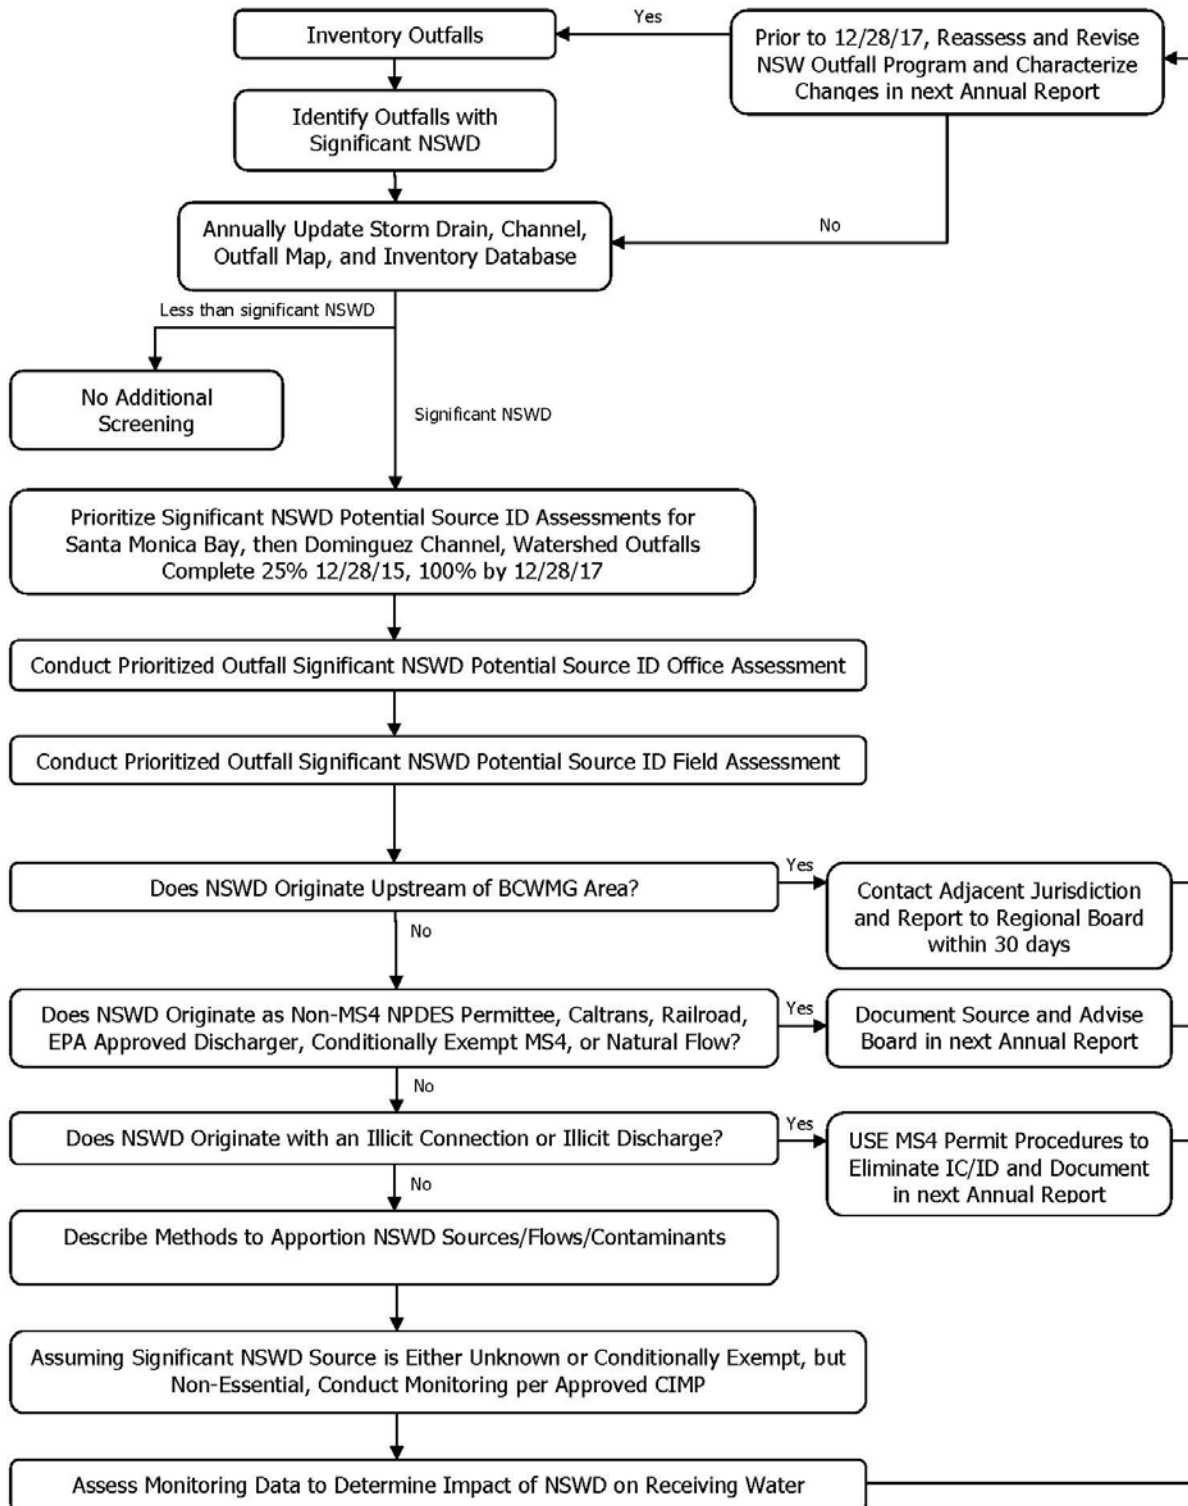 Inventory Outfalls
Yes
Prior to 12/28/17, Reassess and Revise
NSW Outfall Program and Characterize
Changes in next Annual Report
Identify Outfalls with
Significant NSWD
Annually Update Storm Drain, Channel,
Outfall Map, and Inventory Database
No
Less than significant NSWD
No Additional
Screening
Significant NSWD
Prioritize Significant NSWD Potential Source ID Assessments for
Santa Monica Bay, then Dominguez Channel, Watershed Outfalls
Complete 25% 12/28/15, 100% by 12/28/17
Conduct Prioritized Outfall Significant NSWD Potential Source ID Office Assessment
Conduct Prioritized Outfall Significant NSWD Potential Source ID Field Assessment
Does NSWD Originate Upstream of BCWMG Area?
Yes
Contact Adjacent Jurisdiction
and Report to Regional Board
within 30 days
No
Does NSWD Originate as Non-MS4 NPDES Permittee, Caltrans, Railroad,
EPA Approved Discharger, Conditionally Exempt MS4, or Natural Flow?
Yes
Document Source and Advise
Board in next Annual Report
No
Does NSWD Originate with an Illicit Connection or Illicit Discharge?
Yes
USE MS4 Permit Procedures to
Eliminate IC/ID and Document
in next Annual Report
No
Describe Methods to Apportion NSWD Sources/Flows/Contaminants
Assuming Significant NSWD Source is Either Unknown or Conditionally Exempt, but
Non-Essential, Conduct Monitoring per Approved CIMP
Assess Monitoring Data to Determine Impact of NSWD on Receiving Water